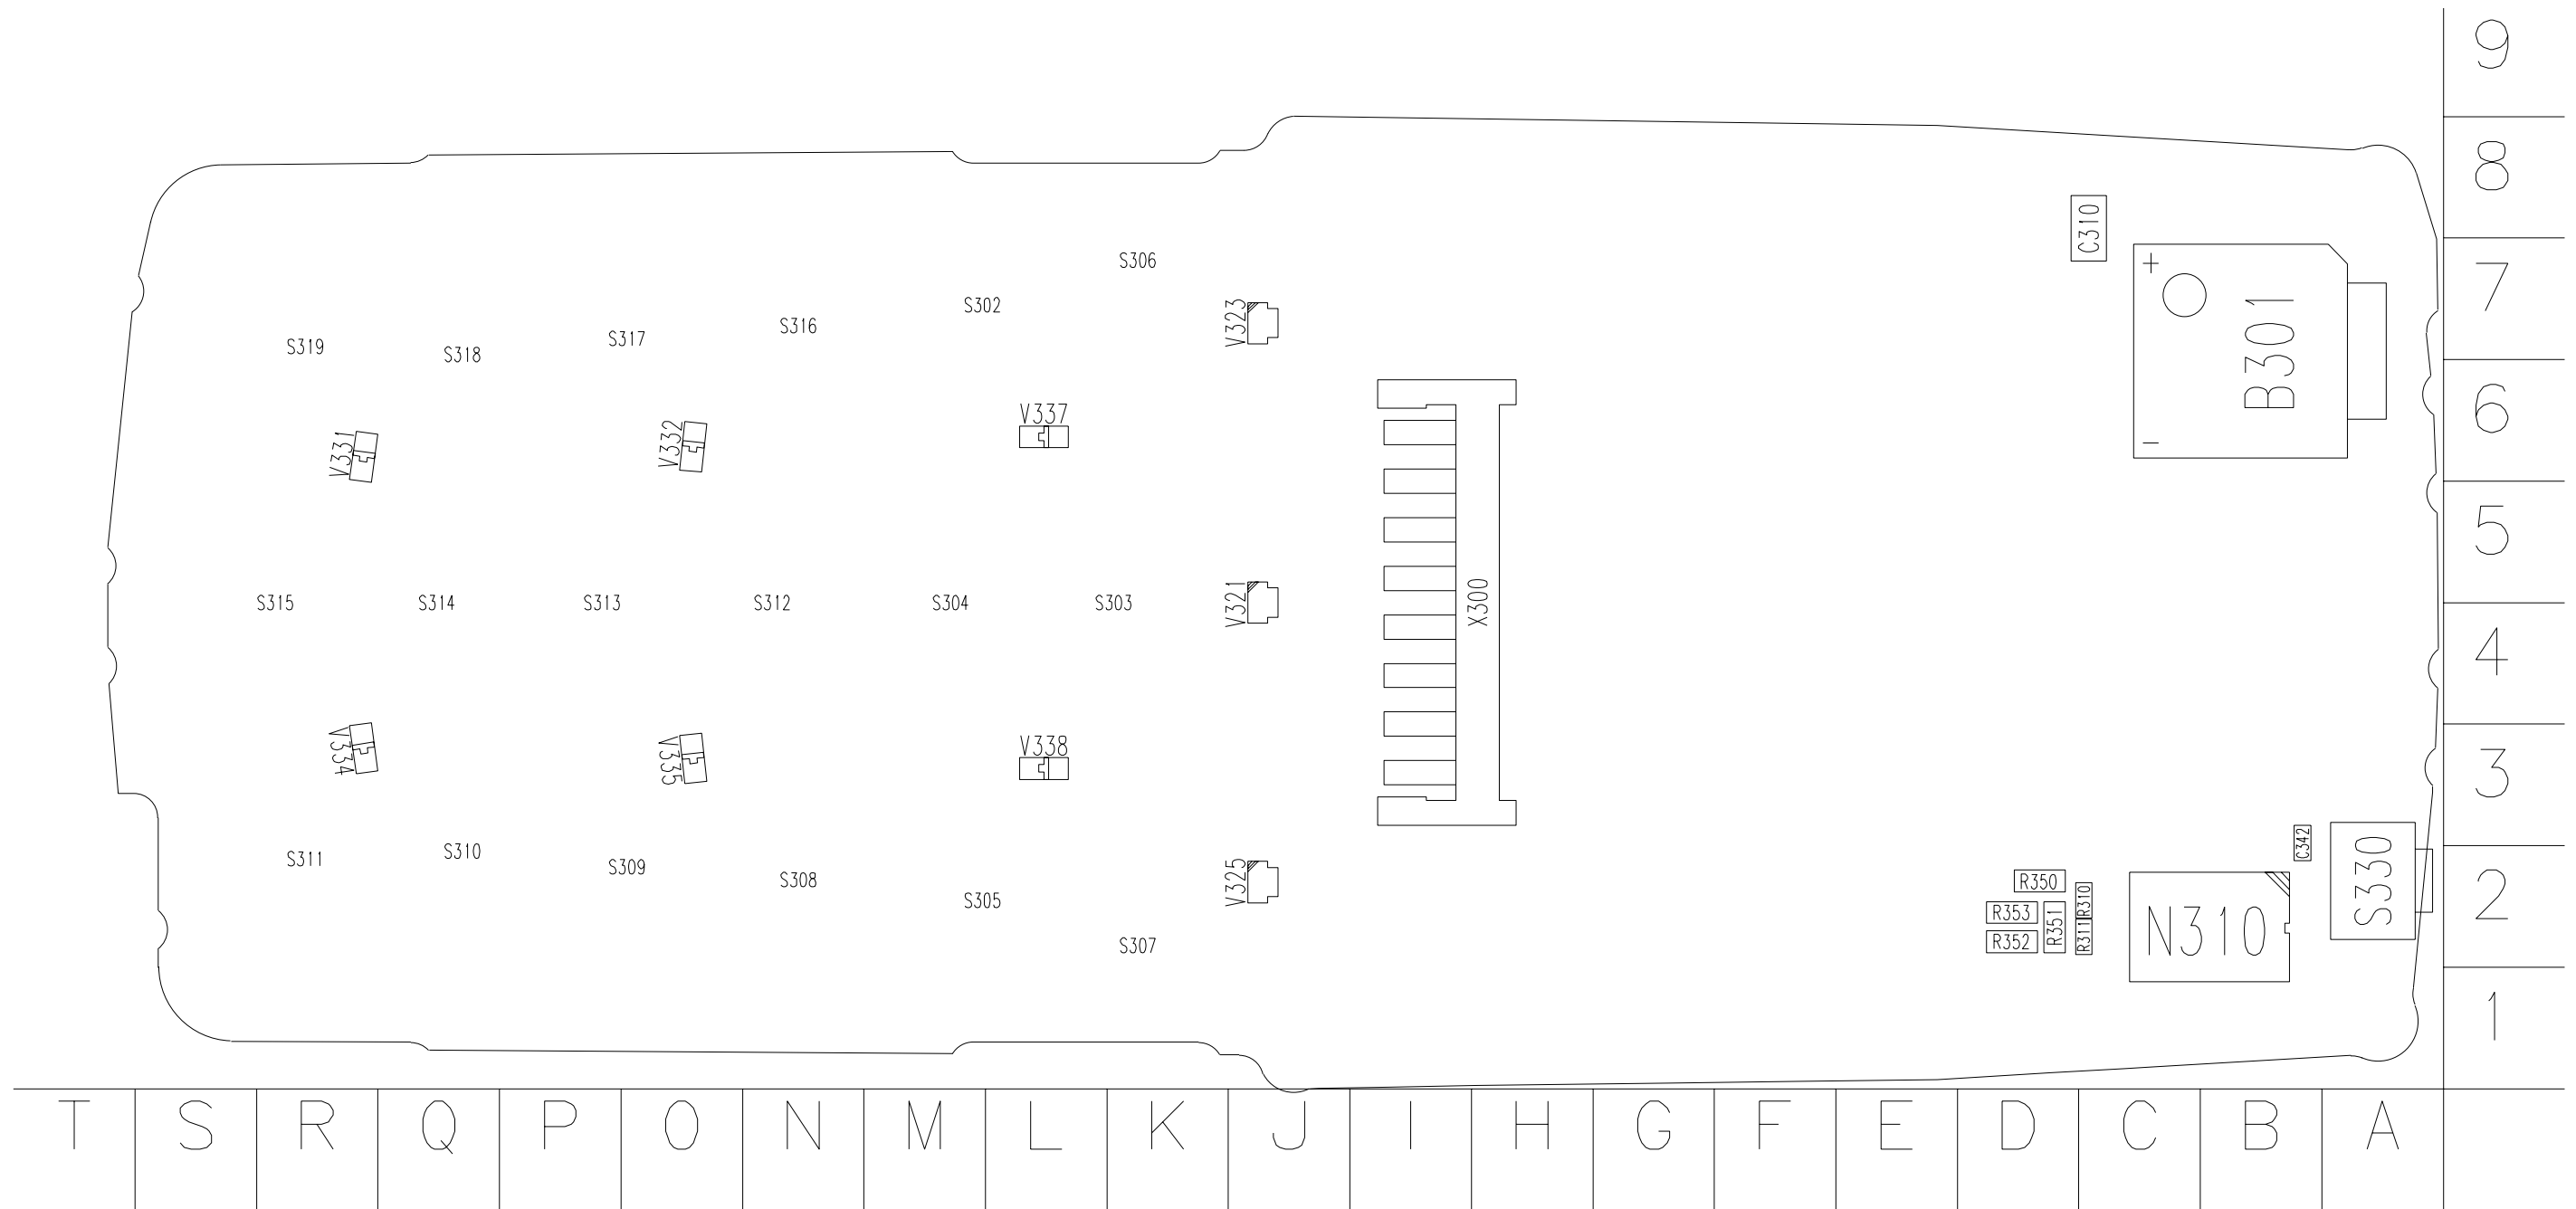 9
8
C310
S306
7
+
S302
V323
B301
S316
S317
S319
S318
6
V337
V332
V331
−
5
X300
S315
S314
S313
S312
S304
S303
V321
4
V338
V334
V335
3
C342
S330
S311
S310
S309
S308
V325
R350
2
S305
R353
R351
R310
N310
R352
R311
S307
1
T S R Q P O N M L K J I H G F E D C B A